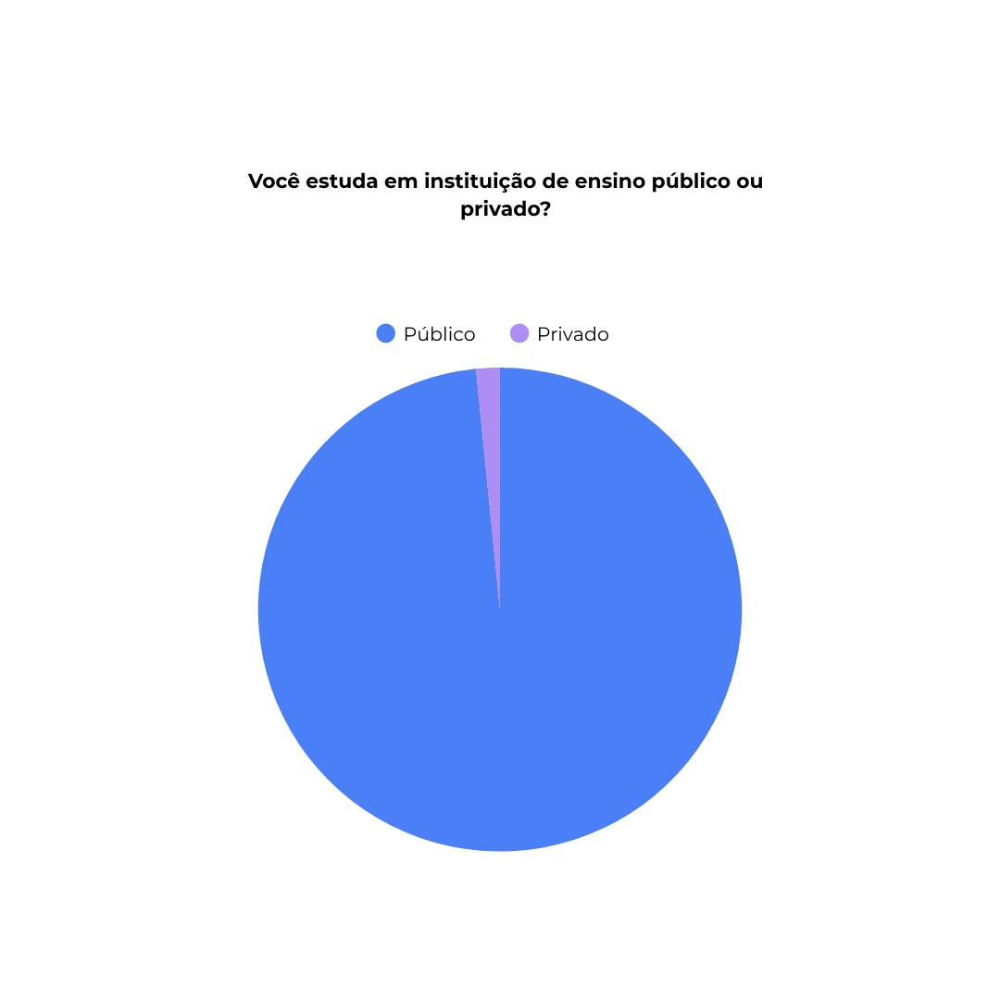 Você estuda em instituição de ensino público ou
privado?
Público Privado